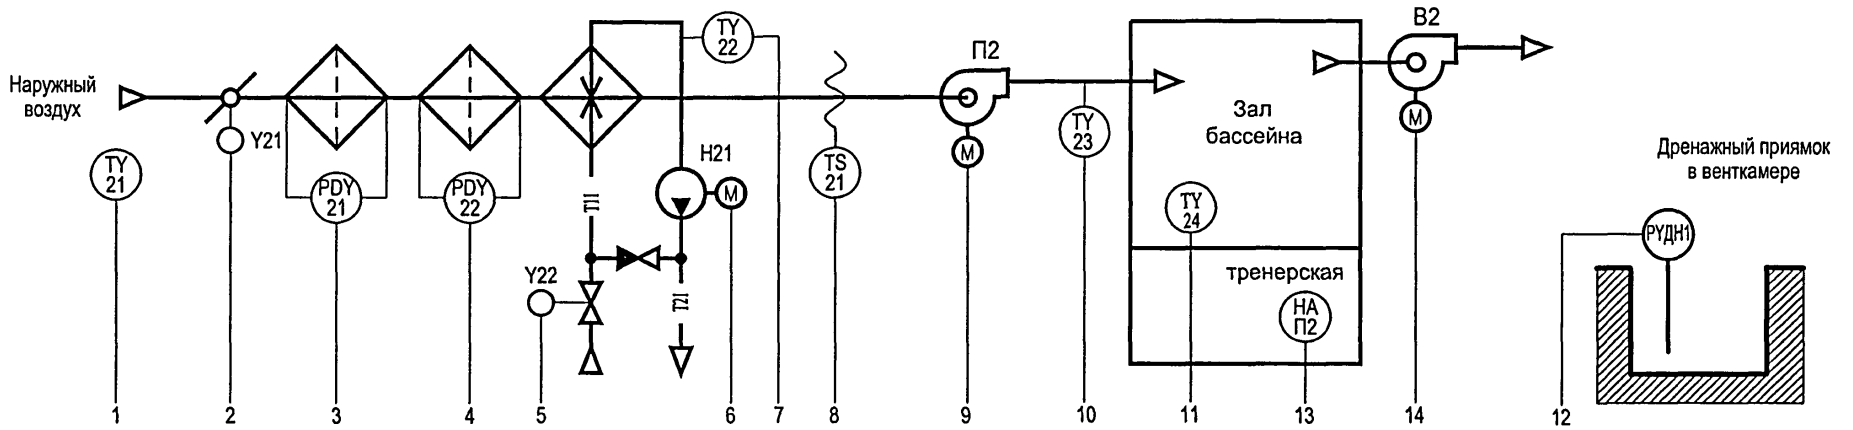 Наружный
воздух
TY
21
Y21
PDY
21
PDY
22
T11
Y22
TY
22
H21
M
T21
TS
21
П2
M
TY
23
Зал
бассейна
TY
24
тренерская
НА
П2
В2
M
Дренажный приямок
в венткамере
РУДН1
1 2 3 4 5 6 7 8 9 10 11 13 14 12